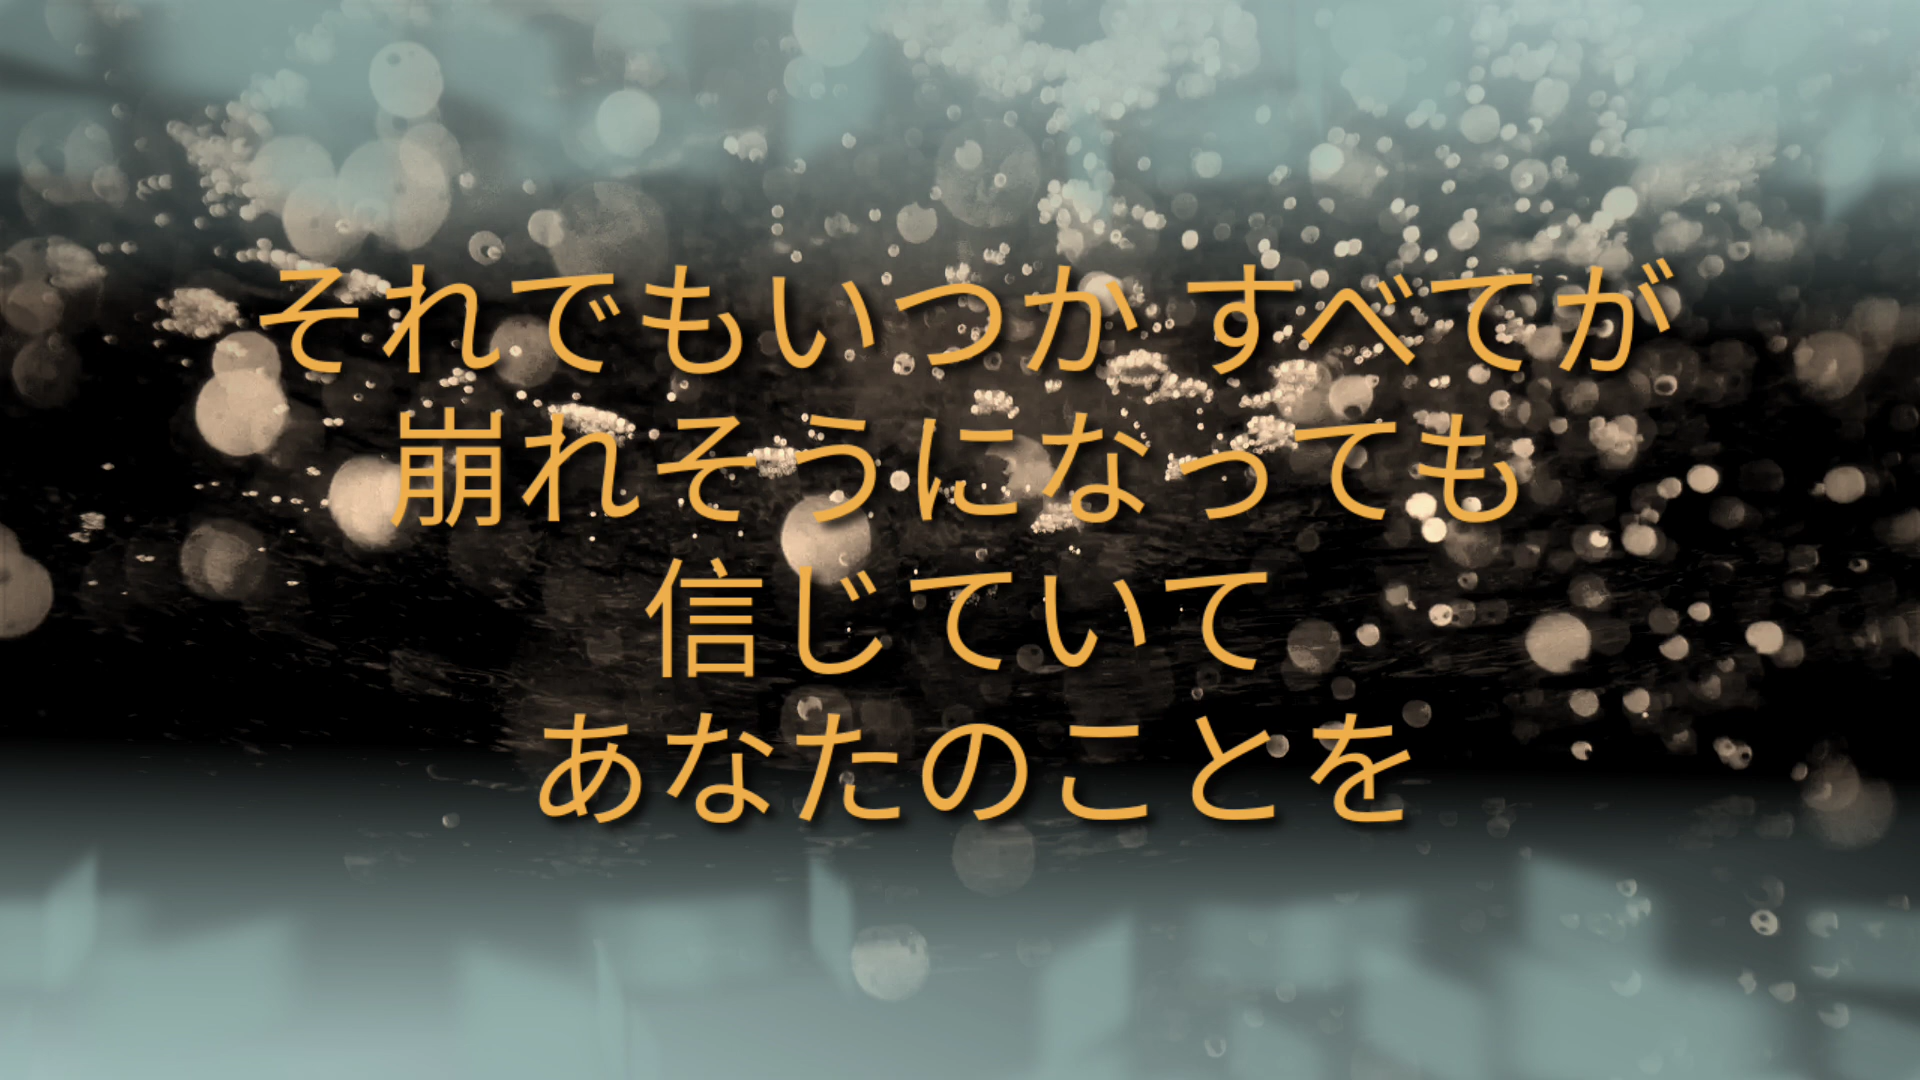 それでもいつか すべてが
崩れそうになっても
信じていて
あなたのことを